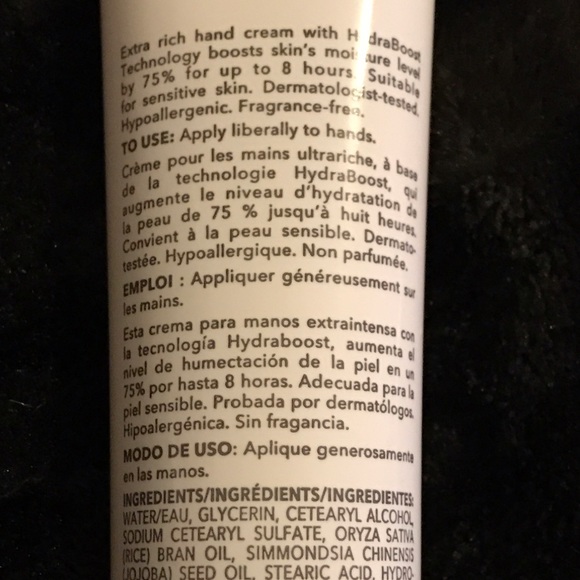 Extra rich hand cream with HydraBoost
Technology boosts skin's moisture level
by 75% for up to 8 hours. Suitable
for sensitive skin. Dermatologist-tested.
Hypoallergenic. Fragrance-free.
TO USE: Apply liberally to hands.
Crème pour les mains ultrariche, à base
de la technologie HydraBoost, qui
augmente le niveau d'hydratation de
la peau de 75 % jusqu'à huit heures.
Convient à la peau sensible. Dermato-
testée. Hypoallergique. Non parfumée.
EMPLOI : Appliquer généreusement sur
les mains.
Esta crema para manos extraintensa con
la tecnología Hydraboost, aumenta el
nivel de humectación de la piel en un
75% por hasta 8 horas. Adecuada para la
piel sensible. Probada por dermatólogos.
Hipoalergénica. Sin fragancia.
MODO DE USO: Aplique generosamente
en las manos.
INGREDIENTS/INGRÉDIENTS/INGREDIENTES:
WATER/EAU, GLYCERIN, CETEARYL ALCOHOL,
SODIUM CETEARYL SULFATE, ORYZA SATIVA
(RICE) BRAN OIL, SIMMONDSIA CHINENSIS
(JOJOBA) SEED OIL, STEARIC ACID, HYDRO-